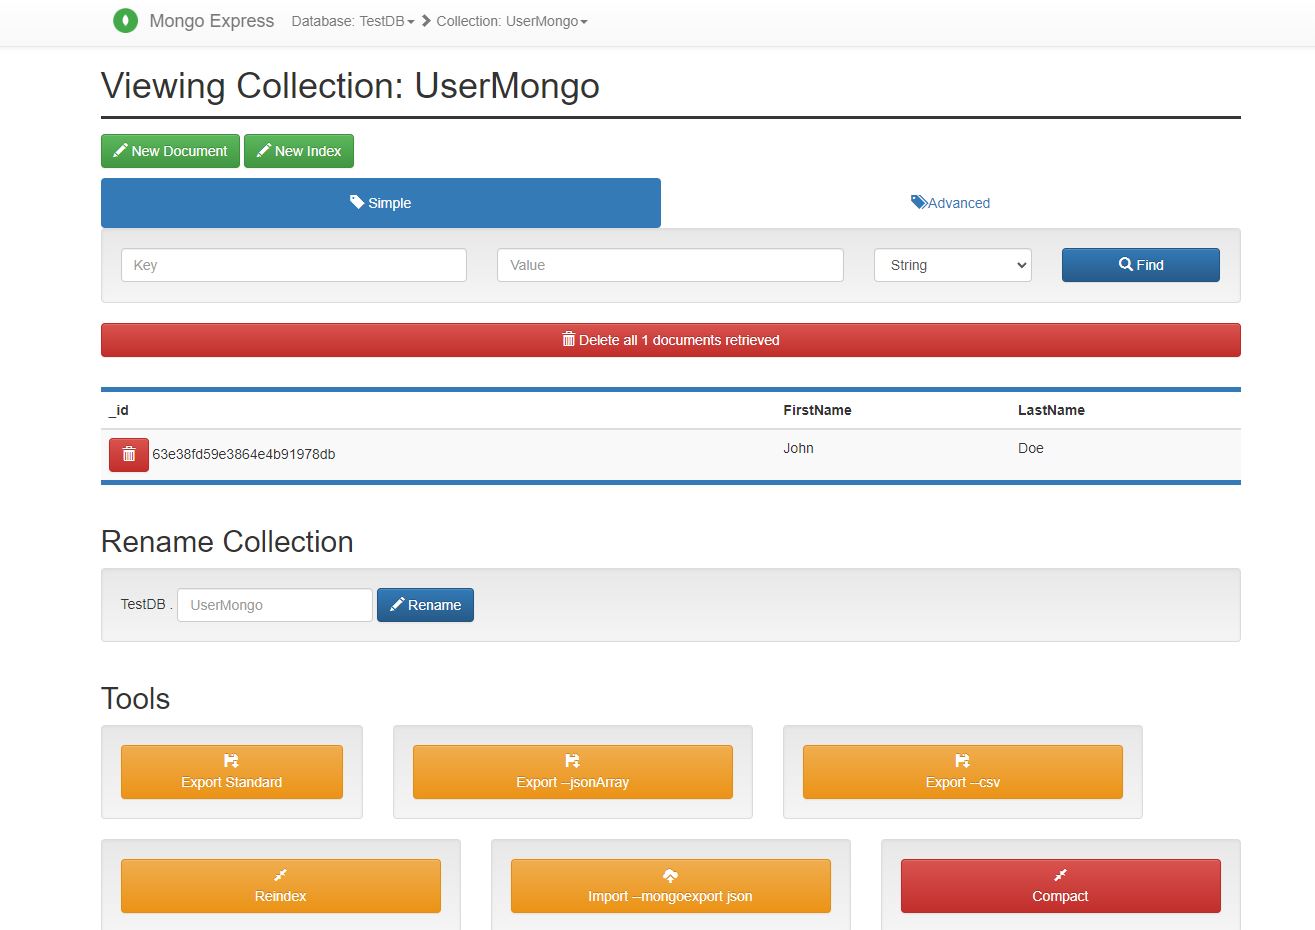 Mongo Express Database: TestDB Collection: UserMongo
Viewing Collection: UserMongo
New Document New Index
Simple Advanced
Key Value String Find
Delete all 1 documents retrieved
_id FirstName LastName
63e38fd59e3864e4b91978db John Doe
Rename Collection
TestDB . UserMongo Rename
Tools
Export Standard Export --jsonArray Export --csv
Reindex Import --mongoexport json Compact